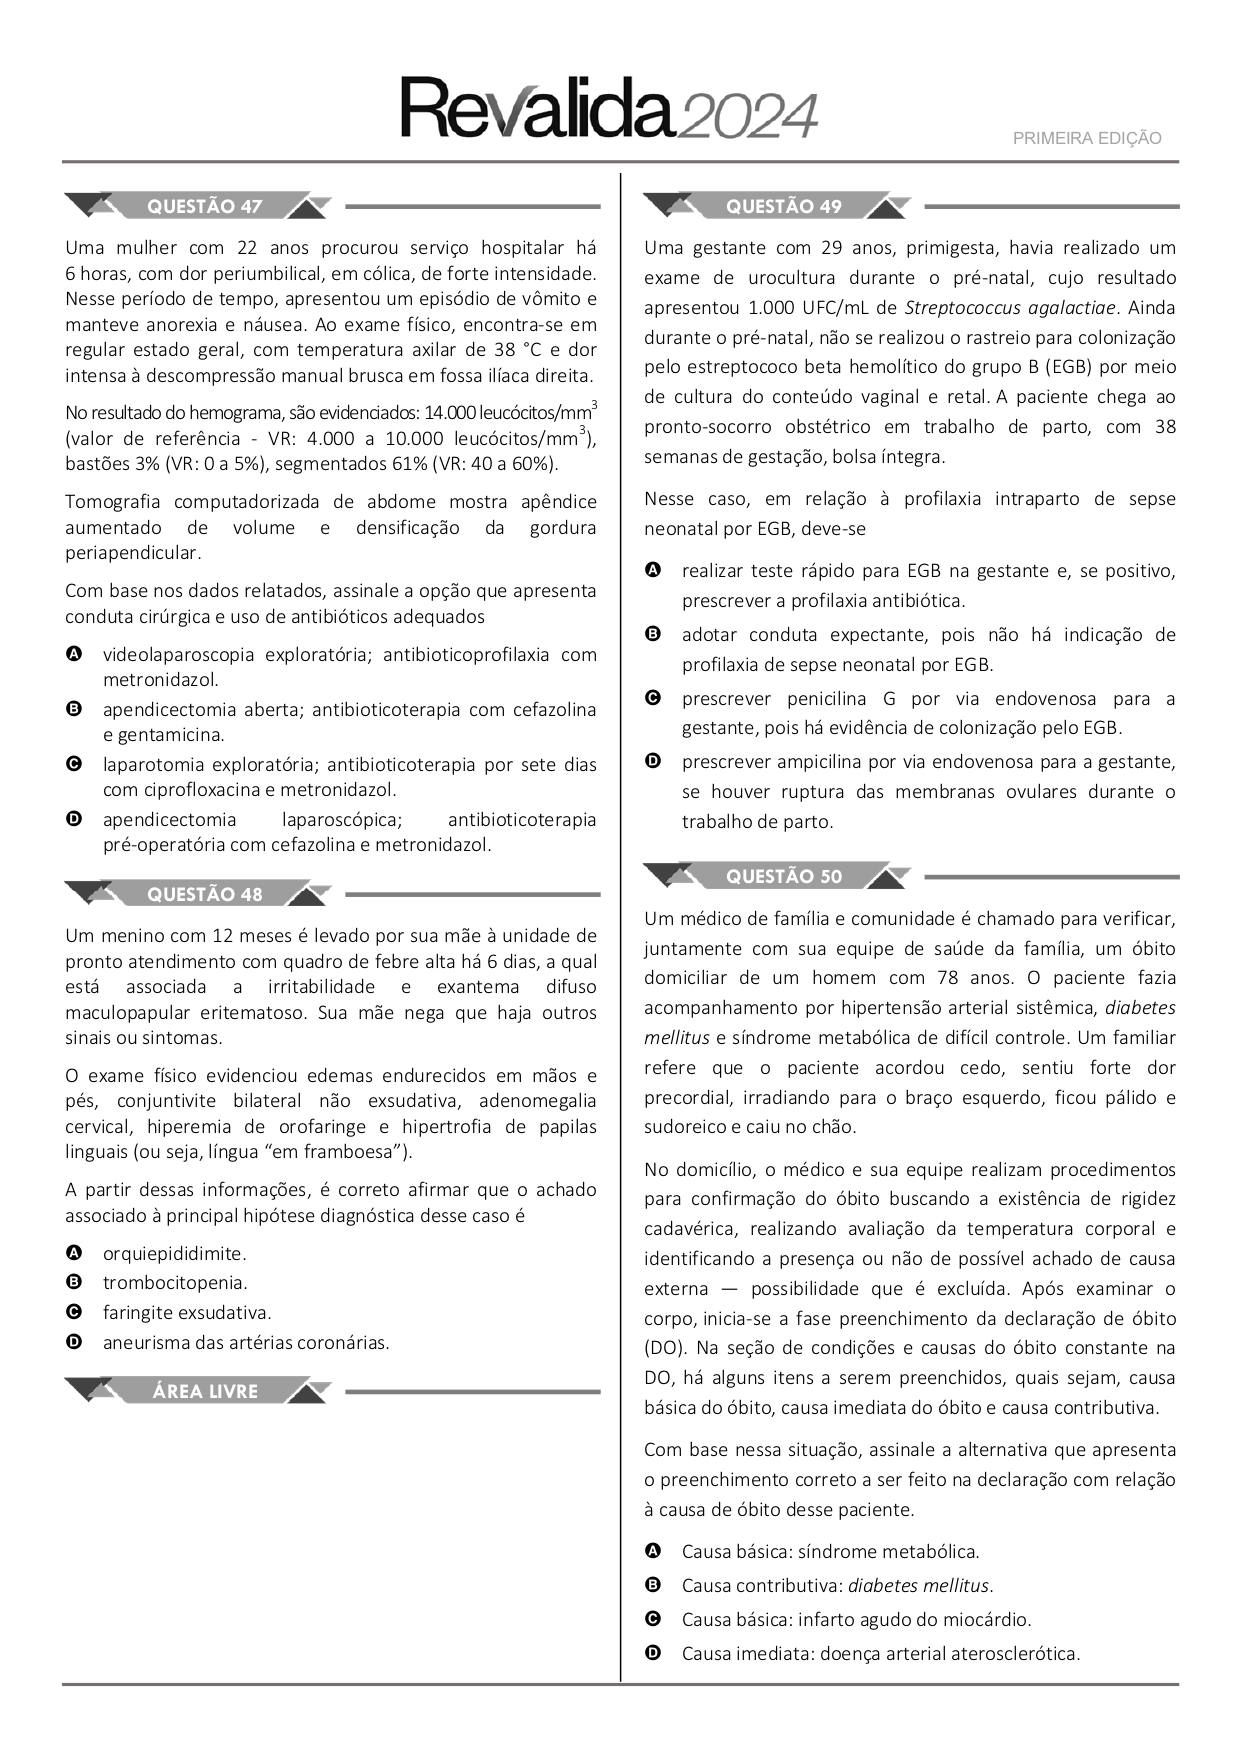 Revalida2024
PRIMEIRA EDIÇÃO
QUESTÃO 47
Uma mulher com 22 anos procurou serviço hospitalar há
6 horas, com dor periumbilical, em cólica, de forte intensidade.
Nesse período de tempo, apresentou um episódio de vômito e
manteve anorexia e náusea. Ao exame físico, encontra-se em
regular estado geral, com temperatura axilar de 38 °C e dor
intensa à descompressão manual brusca em fossa ilíaca direita.
No resultado do hemograma, são evidenciados: 14.000 leucócitos/mm³
(valor de referência - VR: 4.000 a 10.000 leucócitos/mm³),
bastões 3% (VR: 0 a 5%), segmentados 61% (VR: 40 a 60%).
Tomografia computadorizada de abdome mostra apêndice
aumentado de volume e densificação da gordura
periapendicular.
Com base nos dados relatados, assinale a opção que apresenta
conduta cirúrgica e uso de antibióticos adequados
A videolaparoscopia exploratória; antibioticoprofilaxia com
metronidazol.
B apendicectomia aberta; antibioticoterapia com cefazolina
e gentamicina.
C laparotomia exploratória; antibioticoterapia por sete dias
com ciprofloxacina e metronidazol.
D apendicectomia laparoscópica; antibioticoterapia
pré-operatória com cefazolina e metronidazol.
QUESTÃO 48
Um menino com 12 meses é levado por sua mãe à unidade de
pronto atendimento com quadro de febre alta há 6 dias, a qual
está associada a irritabilidade e exantema difuso
maculopapular eritematoso. Sua mãe nega que haja outros
sinais ou sintomas.
O exame físico evidenciou edemas endurecidos em mãos e
pés, conjuntivite bilateral não exsudativa, adenomegalia
cervical, hiperemia de orofaringe e hipertrofia de papilas
linguais (ou seja, língua “em framboesa”).
A partir dessas informações, é correto afirmar que o achado
associado à principal hipótese diagnóstica desse caso é
A orquiepididimite.
B trombocitopenia.
C faringite exsudativa.
D aneurisma das artérias coronárias.
ÁREA LIVRE
QUESTÃO 49
Uma gestante com 29 anos, primigesta, havia realizado um
exame de urocultura durante o pré-natal, cujo resultado
apresentou 1.000 UFC/mL de Streptococcus agalactiae. Ainda
durante o pré-natal, não se realizou o rastreio para colonização
pelo estreptococo beta hemolítico do grupo B (EGB) por meio
de cultura do conteúdo vaginal e retal. A paciente chega ao
pronto-socorro obstétrico em trabalho de parto, com 38
semanas de gestação, bolsa íntegra.
Nesse caso, em relação à profilaxia intraparto de sepse
neonatal por EGB, deve-se
A realizar teste rápido para EGB na gestante e, se positivo,
prescrever a profilaxia antibiótica.
B adotar conduta expectante, pois não há indicação de
profilaxia de sepse neonatal por EGB.
C prescrever penicilina G por via endovenosa para a
gestante, pois há evidência de colonização pelo EGB.
D prescrever ampicilina por via endovenosa para a gestante,
se houver ruptura das membranas ovulares durante o
trabalho de parto.
QUESTÃO 50
Um médico de família e comunidade é chamado para verificar,
juntamente com sua equipe de saúde da família, um óbito
domiciliar de um homem com 78 anos. O paciente fazia
acompanhamento por hipertensão arterial sistêmica, diabetes
mellitus e síndrome metabólica de difícil controle. Um familiar
refere que o paciente acordou cedo, sentiu forte dor
precordial, irradiando para o braço esquerdo, ficou pálido e
sudoreico e caiu no chão.
No domicílio, o médico e sua equipe realizam procedimentos
para confirmação do óbito buscando a existência de rigidez
cadavérica, realizando avaliação da temperatura corporal e
identificando a presença ou não de possível achado de causa
externa — possibilidade que é excluída. Após examinar o
corpo, inicia-se a fase preenchimento da declaração de óbito
(DO). Na seção de condições e causas do óbito constante na
DO, há alguns itens a serem preenchidos, quais sejam, causa
básica do óbito, causa imediata do óbito e causa contributiva.
Com base nessa situação, assinale a alternativa que apresenta
o preenchimento correto a ser feito na declaração com relação
à causa de óbito desse paciente.
A Causa básica: síndrome metabólica.
B Causa contributiva: diabetes mellitus.
C Causa básica: infarto agudo do miocárdio.
D Causa imediata: doença arterial aterosclerótica.